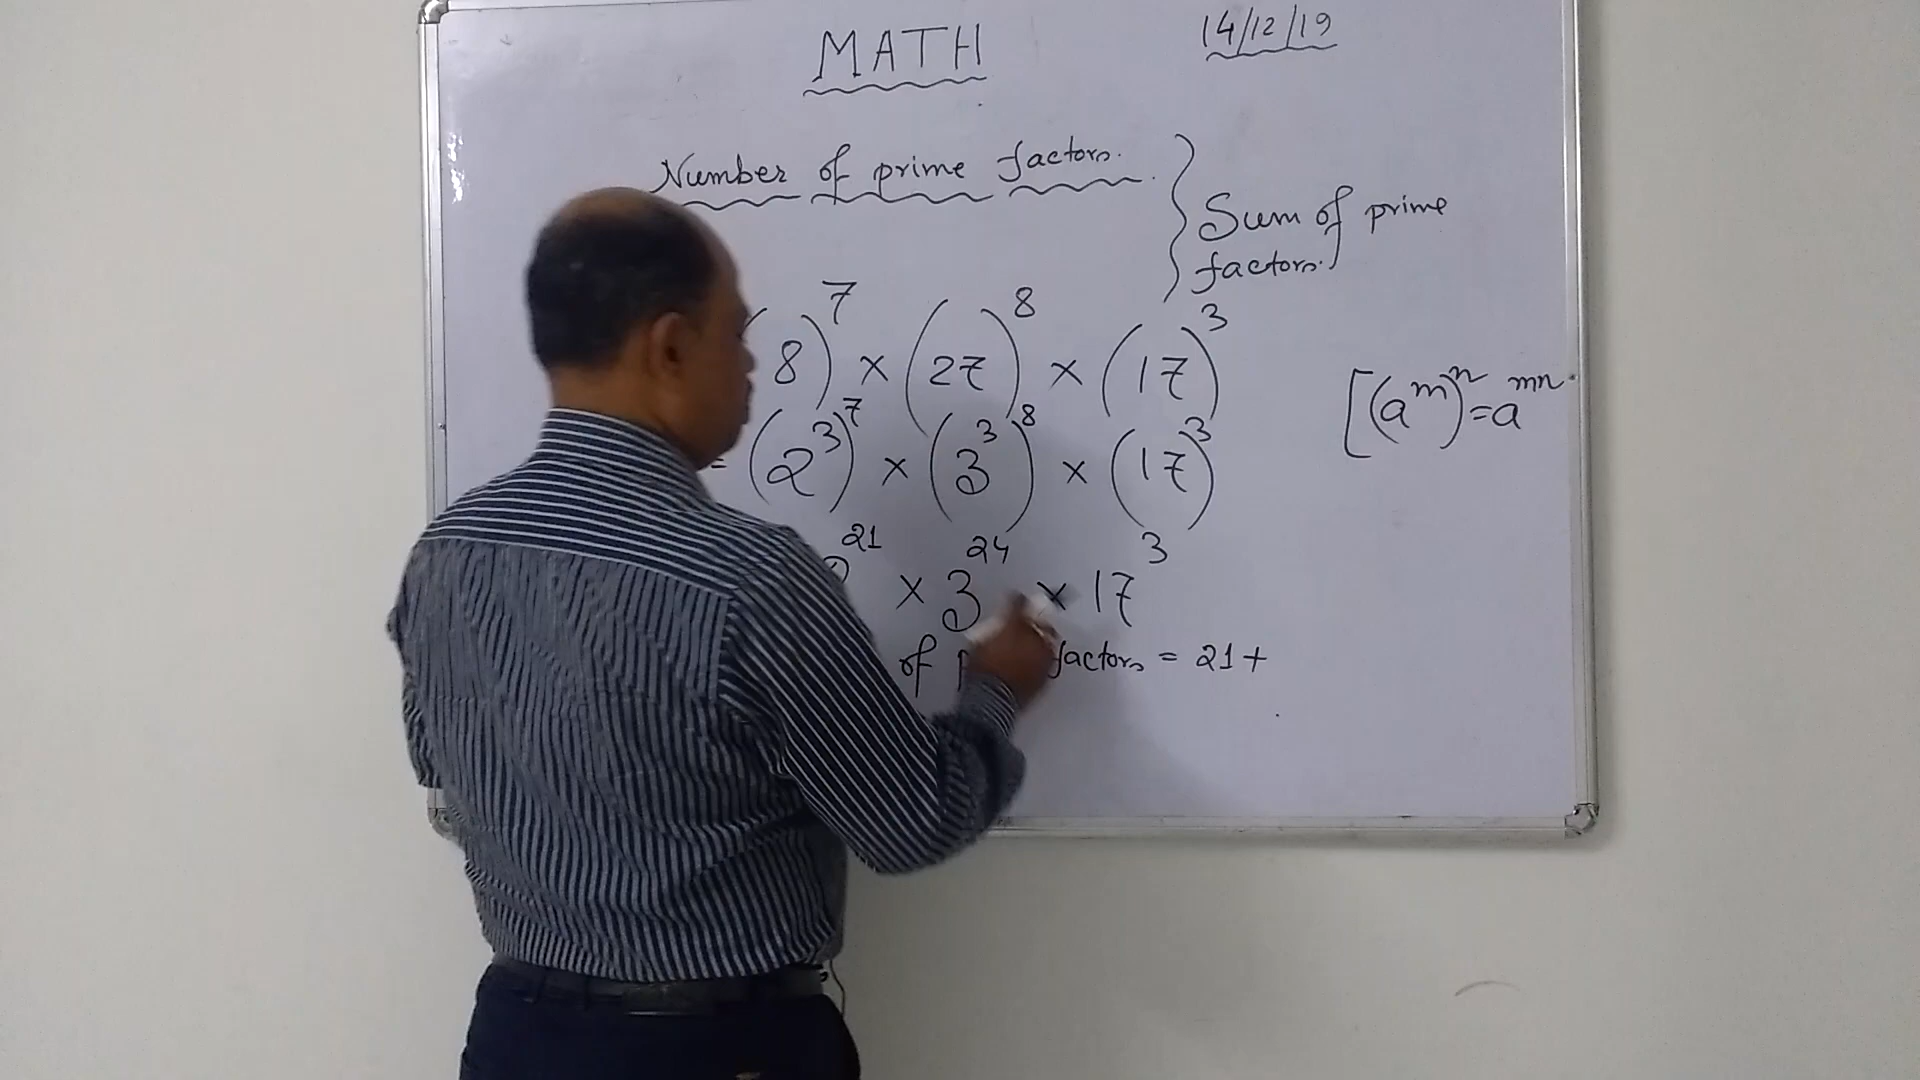 MATH
14/12/19
Number of prime factors.
Sum of prime
factors.
(8)^7 × (27)^8 × (17)^3
[(a^m)^n = a^mn
= (2^3)^7 × (3^3)^8 × (17)^3
2^21 × 3^24 × 17^3
of factors = 21+